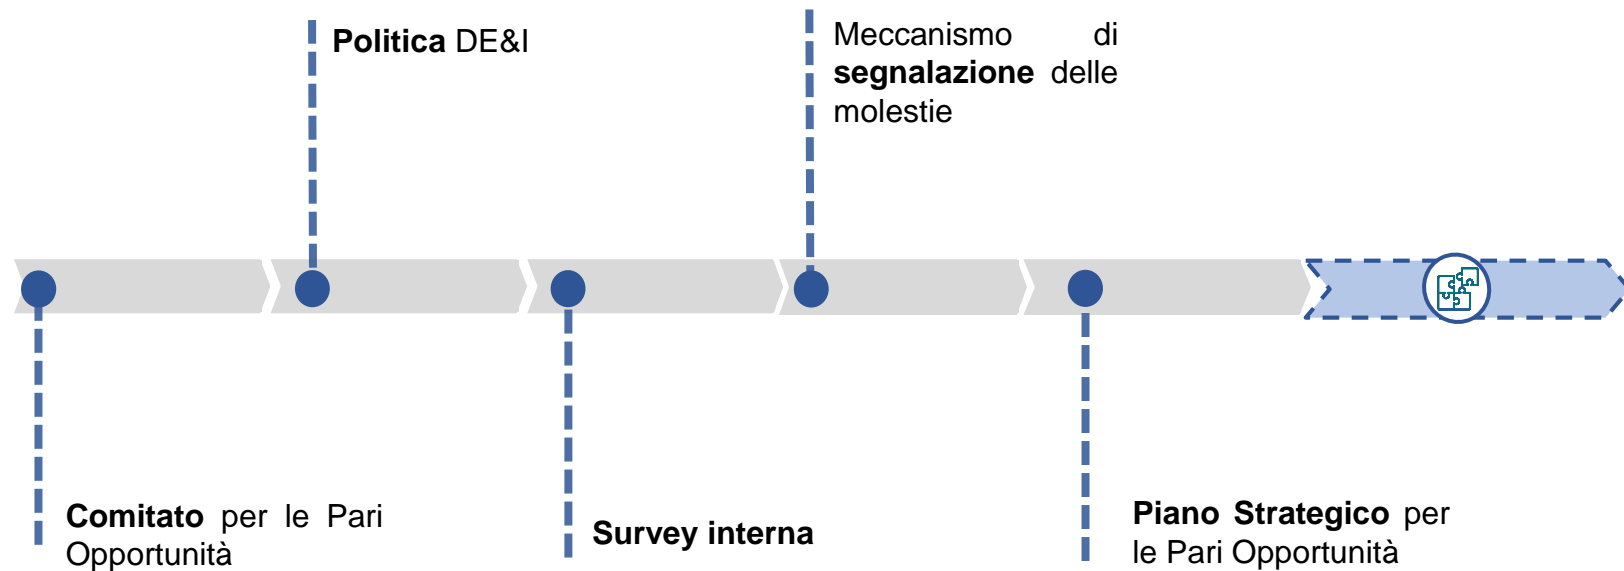 Politica DE&I
Meccanismo di
segnalazione delle
molestie
Comitato per le Pari
Opportunità
Survey interna
Piano Strategico per
le Pari Opportunità